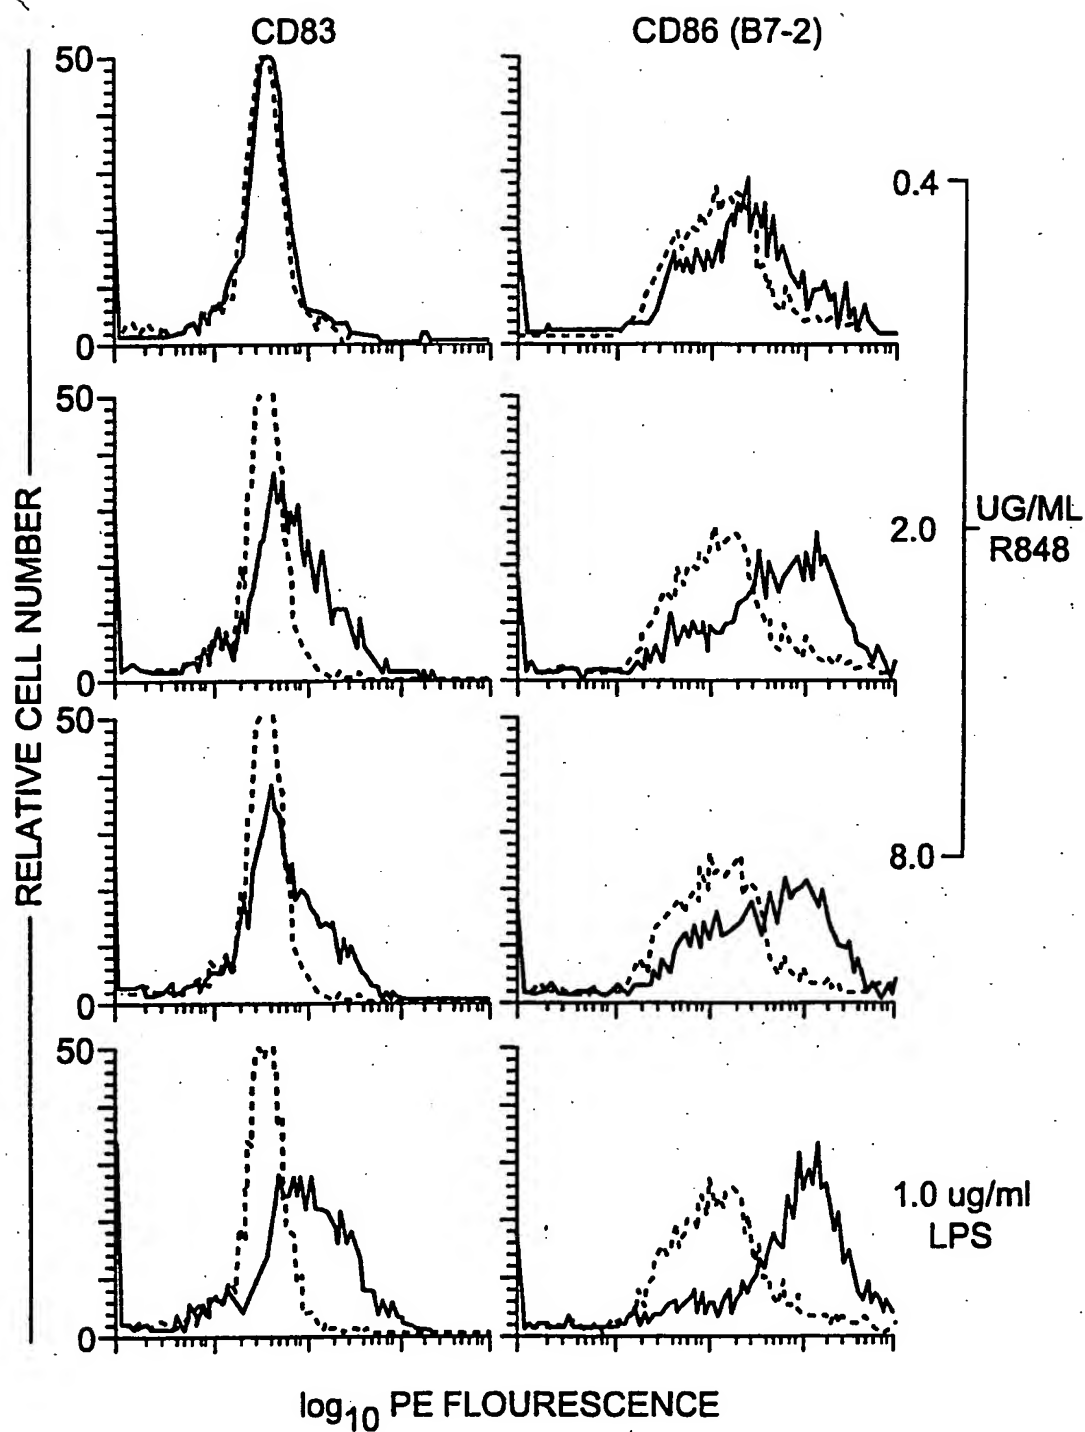 CD83
CD86 (B7-2)
50
0
0.4
50
0
2.0
UG/ML
R848
50
0
8.0
50
0
1.0 ug/ml
LPS
RELATIVE CELL NUMBER
log10 PE FLOURESCENCE